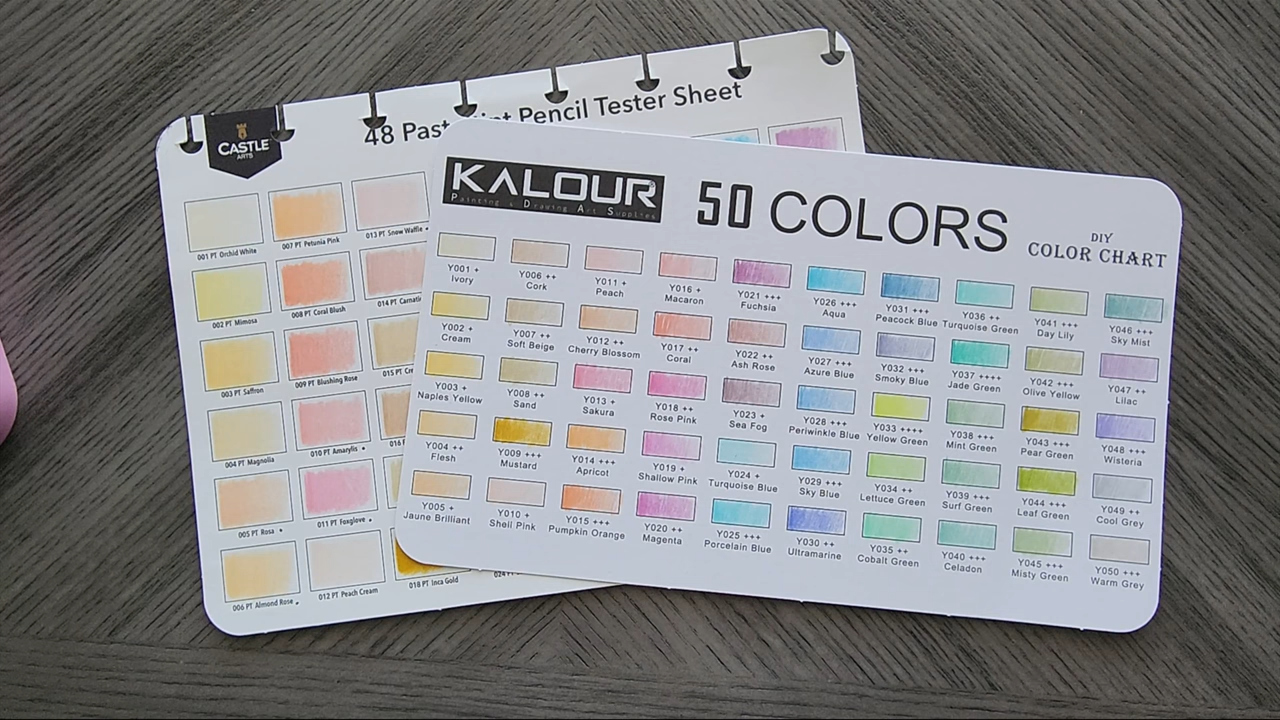 CASTLE
ARTS
48 Pencil Tester Sheet
001 PT Orchid White
007 PT Petunia Pink
013 PT Snow Waffle
002 PT Mimosa
008 PT Coral Blush
014 PT
003 PT Saffron
009 PT Blushing Rose
015 PT
004 PT Magnolia
010 PT Amarylis
016
005 PT Rosa
011 PT Foxglove
006 PT Almond Rose
012 PT Peach Cream
018 PT Inca Gold
024
KALOUR
Painting & Drawing Art Supplies
50 COLORS
DIY
COLOR CHART
Y001 +
Ivory
Y006 ++
Cork
Y011 +
Peach
Y016 +
Macaron
Y021 +++
Fuchsia
Y026 +++
Aqua
Y031 +++
Peacock Blue
Y036 ++
Turquoise Green
Y041 +++
Day Lily
Y046 +++
Sky Mist
Y002 ++
Cream
Y007 ++
Soft Beige
Y012 ++
Cherry Blossom
Y017 ++
Coral
Y022 ++
Ash Rose
Y027 ++
Azure Blue
Y032 +++
Smoky Blue
Y037 ++++
Jade Green
Y042 +++
Olive Yellow
Y047 ++
Lilac
Y003 +
Naples Yellow
Y008 ++
Sand
Y013 +
Sakura
Y018 ++
Rose Pink
Y023 +
Sea Fog
Y028 +++
Periwinkle Blue
Y033 ++++
Yellow Green
Y038 +++
Mint Green
Y043 +++
Pear Green
Y048 ++
Wisteria
Y004 ++
Flesh
Y009 +++
Mustard
Y014 +++
Apricot
Y019 +
Shallow Pink
Y024 +
Turquoise Blue
Y029 +++
Sky Blue
Y034 ++
Lettuce Green
Y039 +++
Surf Green
Y044 +++
Leaf Green
Y049 ++
Cool Grey
Y005 +
Jaune Brilliant
Y010 +
Shell Pink
Y015 +++
Pumpkin Orange
Y020 ++
Magenta
Y025 +++
Porcelain Blue
Y030 ++
Ultramarine
Y035 ++
Cobalt Green
Y040 +++
Celadon
Y045 +++
Misty Green
Y050 +++
Warm Grey